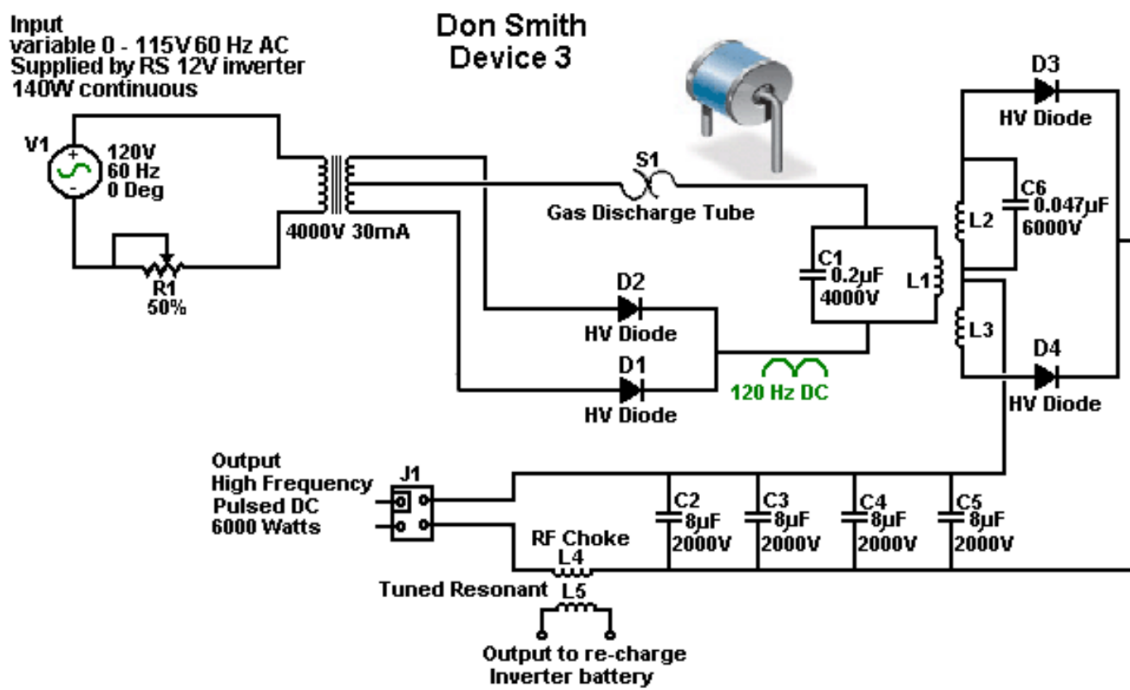 Input
variable 0 - 115V 60 Hz AC
Supplied by RS 12V inverter
140W continuous
Don Smith
Device 3
V1
+
-
120V
60 Hz
0 Deg
R1
50%
4000V 30mA
S1
Gas Discharge Tube
D2
HV Diode
D1
HV Diode
120 Hz DC
C1
0.2µF
4000V
L1
L2
L3
C6
0.047µF
6000V
D3
HV Diode
D4
HV Diode
Output
High Frequency
Pulsed DC
6000 Watts
J1
C2
8µF
2000V
C3
8µF
2000V
C4
8µF
2000V
C5
8µF
2000V
RF Choke
L4
Tuned Resonant
L5
Output to re-charge
Inverter battery